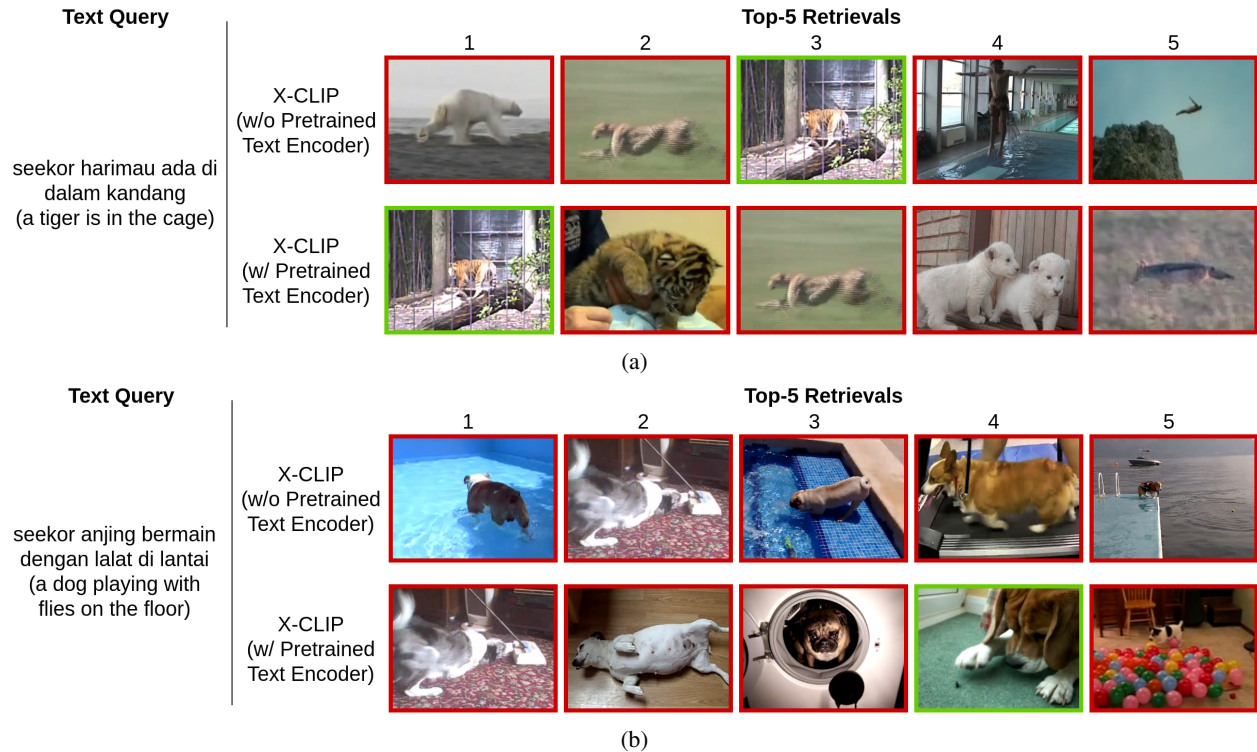 Text Query
Top-5 Retrievals
1 2 3 4 5
seekor harimau ada di
dalam kandang
(a tiger is in the cage)
X-CLIP
(w/o Pretrained
Text Encoder)
X-CLIP
(w/ Pretrained
Text Encoder)
(a)
Text Query
Top-5 Retrievals
1 2 3 4 5
seekor anjing bermain
dengan lalat di lantai
(a dog playing with
flies on the floor)
X-CLIP
(w/o Pretrained
Text Encoder)
X-CLIP
(w/ Pretrained
Text Encoder)
(b)